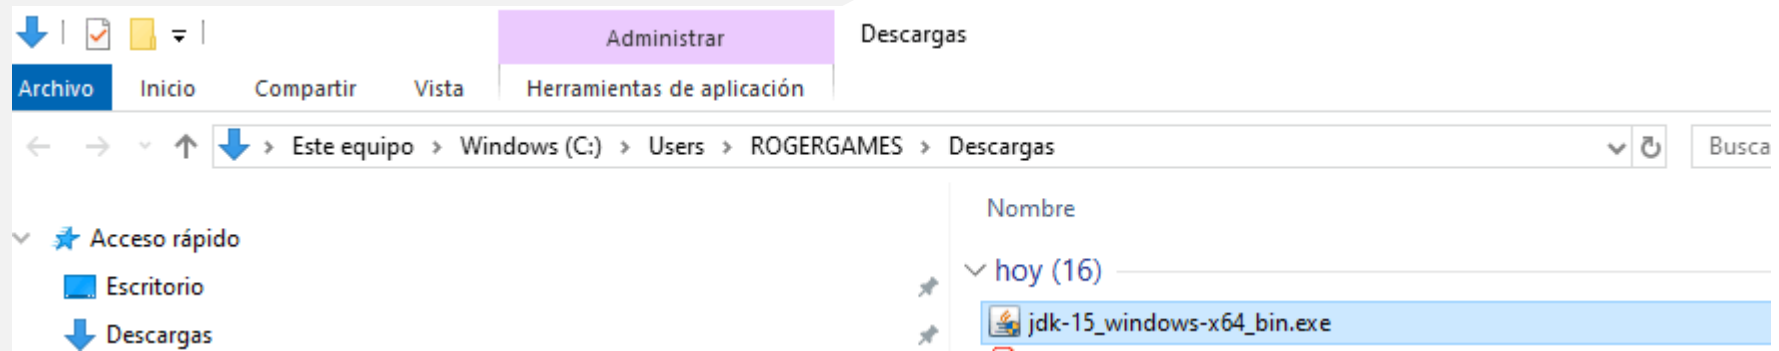 Administrar Descargas
Archivo Inicio Compartir Vista Herramientas de aplicación
Este equipo > Windows (C:) > Users > ROGERGAMES > Descargas Busca
Nombre
Acceso rápido
hoy (16)
Escritorio
jdk-15_windows-x64_bin.exe
Descargas